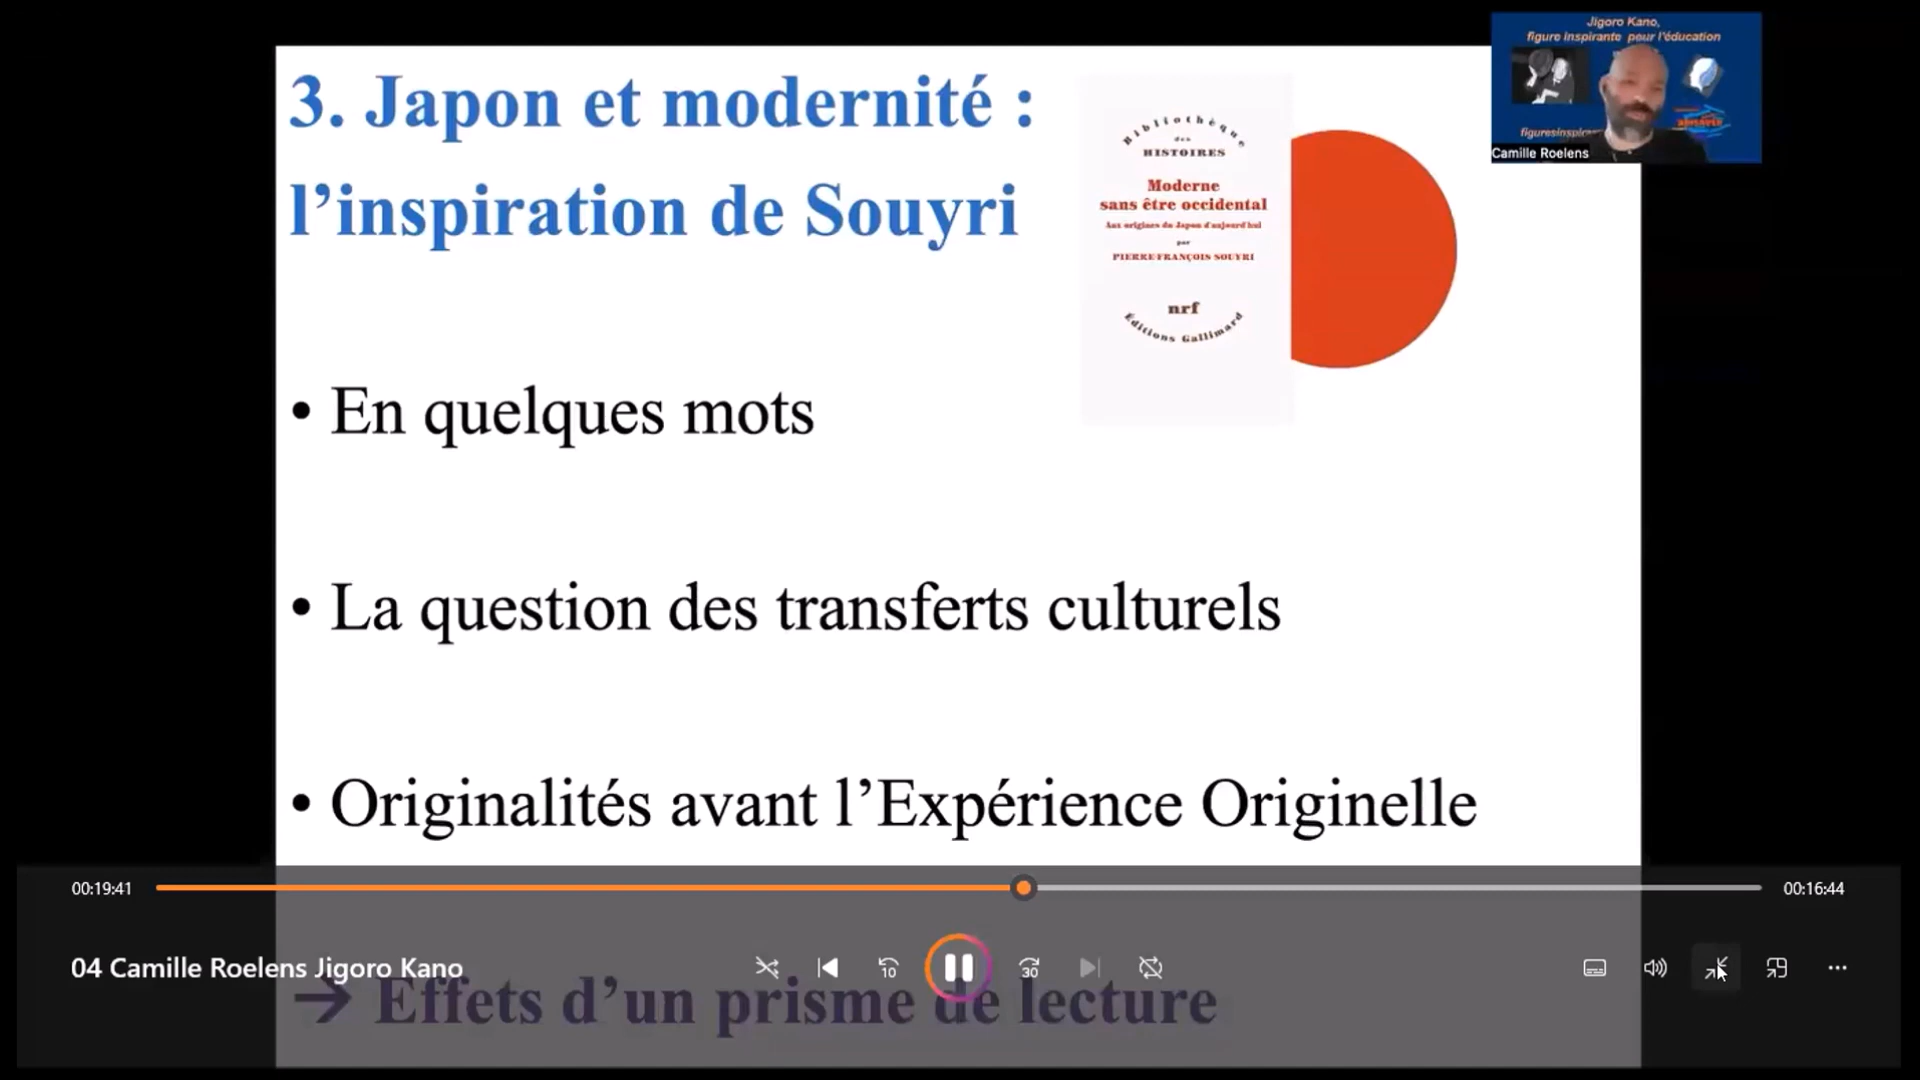 3. Japon et modernité :
l’inspiration de Souyri
Bibliothèque
des
HISTOIRES
Moderne
sans être occidental
Aux origines du Japon d'aujourd'hui
par
PIERRE-FRANÇOIS SOUYRI
nrf
Éditions Gallimard
Jigoro Kano,
figure inspirante pour l'éducation
Camille Roelens
• En quelques mots
• La question des transferts culturels
• Originalités avant l’Expérience Originelle
00:19:41
00:16:44
04 Camille Roelens Jigoro Kano
10
30
→ Effets d’un prisme de lecture